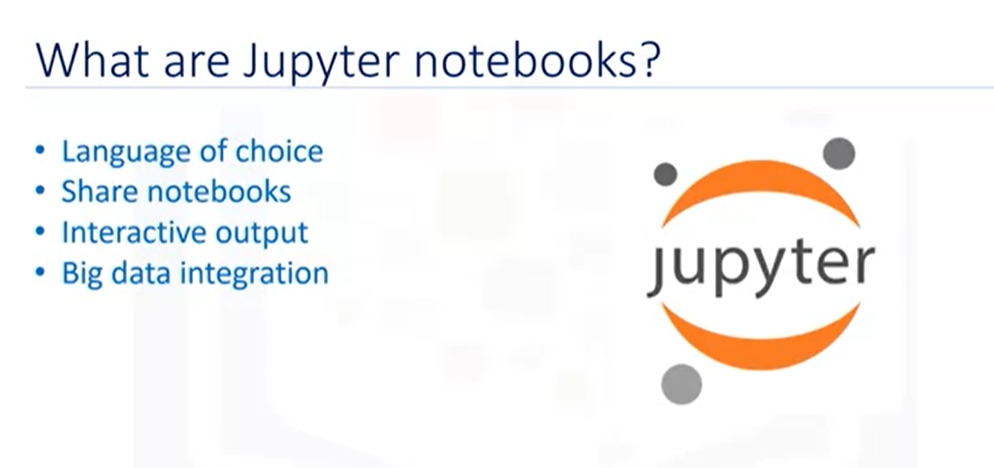 What are Jupyter notebooks?
• Language of choice
• Share notebooks
• Interactive output
• Big data integration
jupyter